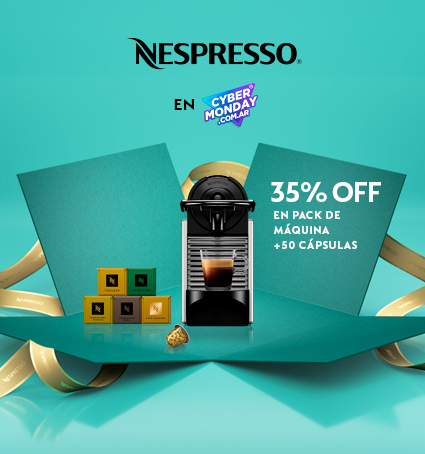 NESPRESSO®
EN CYBER
MONDAY
.COM.AR
35% OFF
EN PACK DE
MÁQUINA
+50 CÁPSULAS